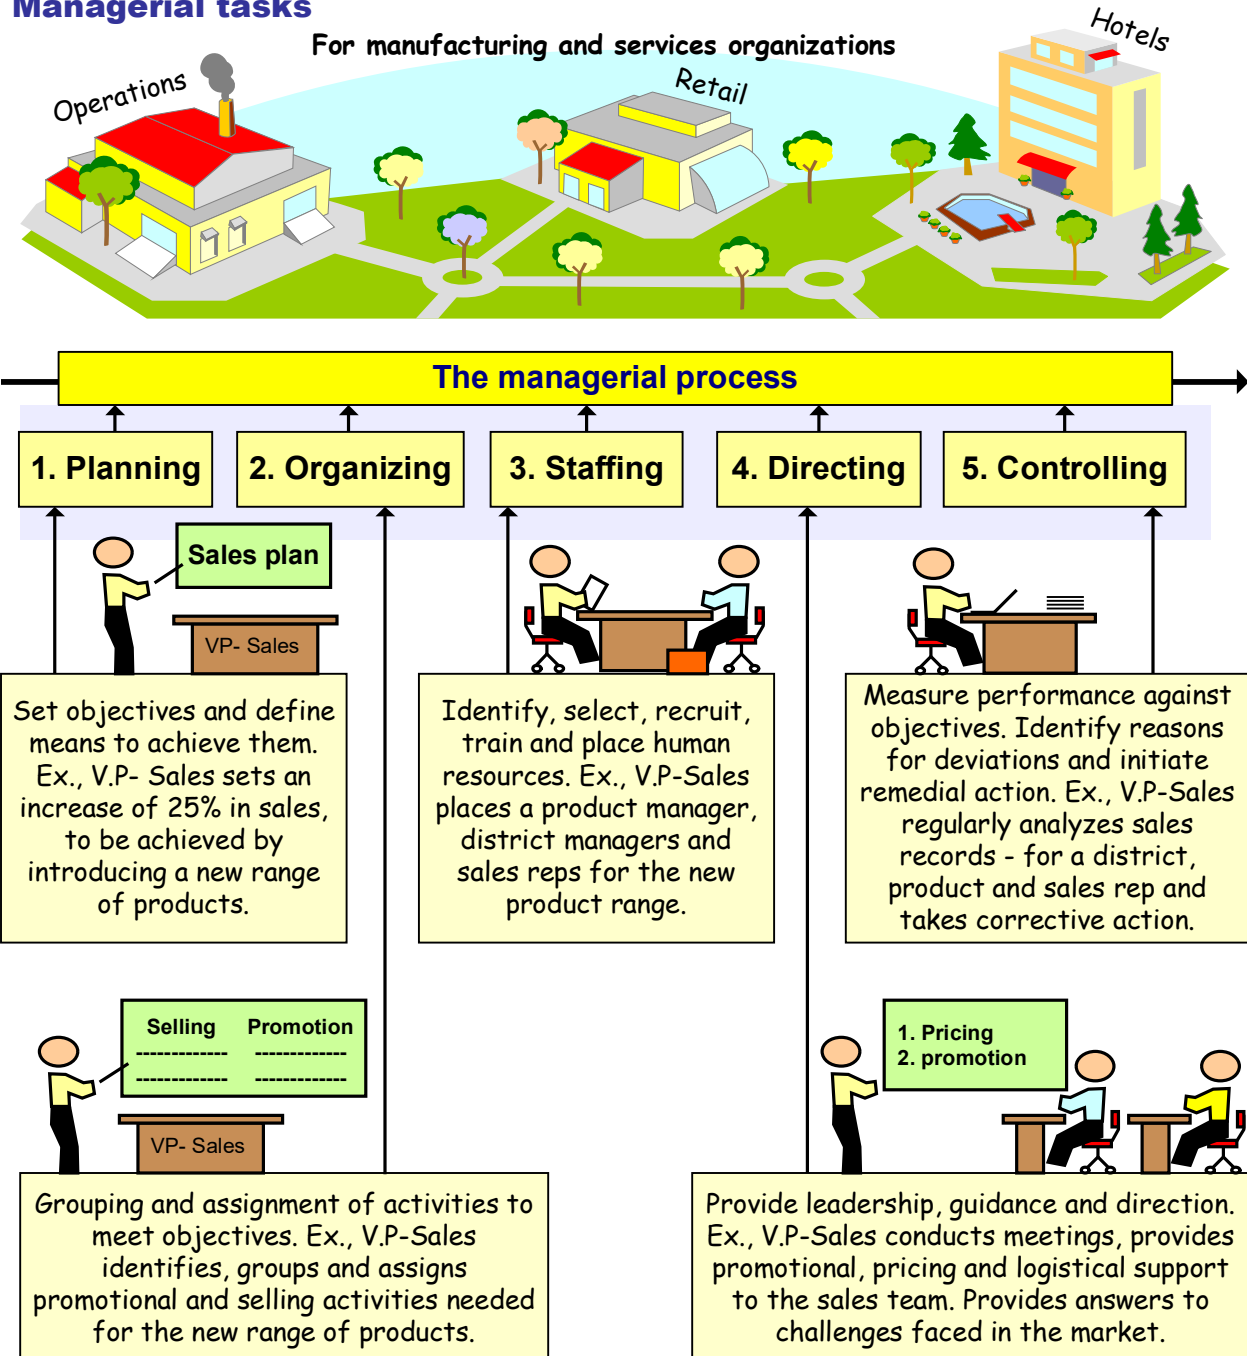 Managerial tasks
For manufacturing and services organizations
Operations
Retail
Hotels
The managerial process
1. Planning
2. Organizing
3. Staffing
4. Directing
5. Controlling
Sales plan
VP- Sales
Set objectives and define
means to achieve them.
Ex., V.P- Sales sets an
increase of 25% in sales,
to be achieved by
introducing a new range
of products.
Identify, select, recruit,
train and place human
resources. Ex., V.P-Sales
places a product manager,
district managers and
sales reps for the new
product range.
Measure performance against
objectives. Identify reasons
for deviations and initiate
remedial action. Ex., V.P-Sales
regularly analyzes sales
records - for a district,
product and sales rep and
takes corrective action.
Selling Promotion
------------- -------------
------------- -------------
VP- Sales
Grouping and assignment of activities to
meet objectives. Ex., V.P-Sales
identifies, groups and assigns
promotional and selling activities needed
for the new range of products.
1. Pricing
2. promotion
Provide leadership, guidance and direction.
Ex., V.P-Sales conducts meetings, provides
promotional, pricing and logistical support
to the sales team. Provides answers to
challenges faced in the market.